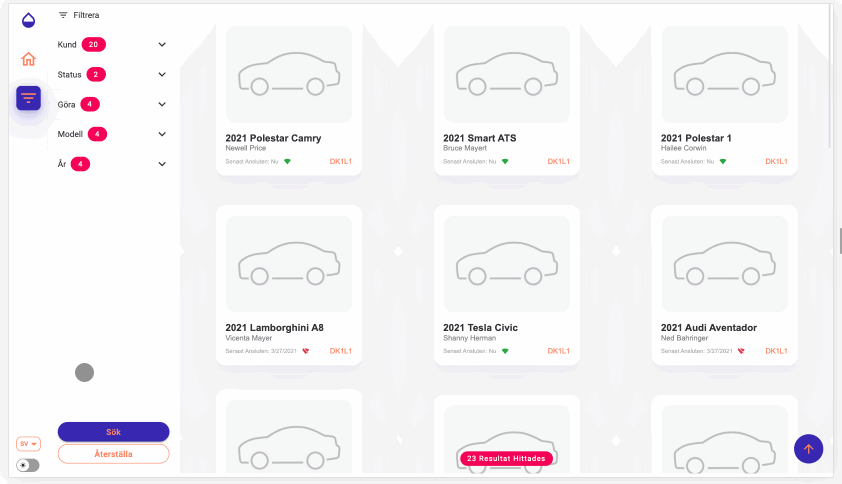 Filtrera
Kund 20
Status 2
Göra 4
Modell 4
År 4
Sök
Återställa
SV
2021 Polestar Camry
Newell Price
Senast Ansluten: Nu
DK1L1
2021 Smart ATS
Bruce Mayert
Senast Ansluten: Nu
DK1L1
2021 Polestar 1
Hailee Corwin
Senast Ansluten: Nu
DK1L1
2021 Lamborghini A8
Vicenta Mayer
Senast Ansluten: 3/27/2021
DK1L1
2021 Tesla Civic
Shanny Herman
Senast Ansluten: Nu
DK1L1
2021 Audi Aventador
Ned Bahringer
Senast Ansluten: 3/27/2021
DK1L1
23 Resultat Hittades